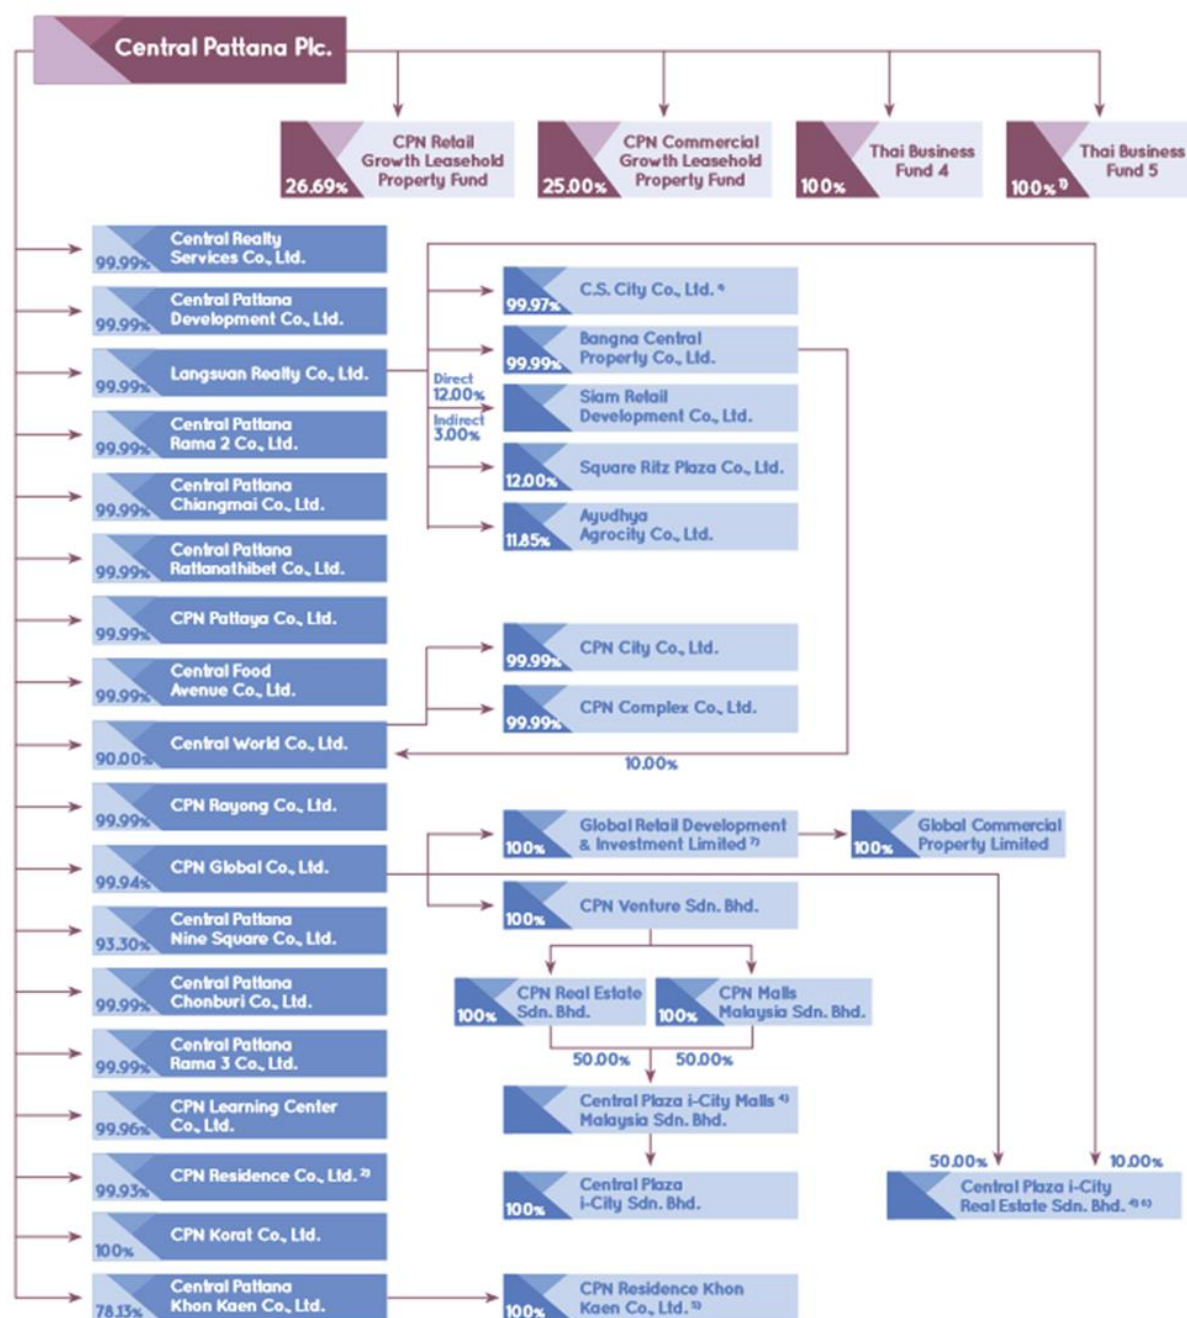 Central Pattana Plc.
26.69%
CPN Retail
Growth Leasehold
Property Fund
25.00%
CPN Commercial
Growth Leasehold
Property Fund
100%
Thai Business
Fund 4
100% 1)
Thai Business
Fund 5
99.99%
Central Realty
Services Co., Ltd.
99.99%
Central Pattana
Development Co., Ltd.
99.99%
Langsuan Realty Co., Ltd.
99.99%
Central Pattana
Rama 2 Co., Ltd.
99.99%
Central Pattana
Chiangmai Co., Ltd.
99.99%
Central Pattana
Rattanathibet Co., Ltd.
99.99%
CPN Pattaya Co., Ltd.
99.99%
Central Food
Avenue Co., Ltd.
90.00%
Central World Co., Ltd.
99.99%
CPN Rayong Co., Ltd.
99.94%
CPN Global Co., Ltd.
93.30%
Central Pattana
Nine Square Co., Ltd.
99.99%
Central Pattana
Chonburi Co., Ltd.
99.99%
Central Pattana
Rama 3 Co., Ltd.
99.96%
CPN Learning Center
Co., Ltd.
99.93%
CPN Residence Co., Ltd. 2)
100%
CPN Korat Co., Ltd.
78.13%
Central Pattana
Khon Kaen Co., Ltd.
99.97%
C.S. City Co., Ltd.
99.99%
Bangna Central
Property Co., Ltd.
Direct
12.00%
Indirect
3.00%
Siam Retail
Development Co., Ltd.
12.00%
Square Ritz Plaza Co., Ltd.
11.85%
Ayudhya
Agrocity Co., Ltd.
99.99%
CPN City Co., Ltd.
99.99%
CPN Complex Co., Ltd.
10.00%
100%
Global Retail Development
& Investment Limited 7)
100%
Global Commercial
Property Limited
100%
CPN Venture Sdn. Bhd.
100%
CPN Real Estate
Sdn. Bhd.
100%
CPN Malls
Malaysia Sdn. Bhd.
50.00%
50.00%
Central Plaza i-City Malls 4)
Malaysia Sdn. Bhd.
100%
Central Plaza
i-City Sdn. Bhd.
50.00%
10.00%
Central Plaza i-City
Real Estate Sdn. Bhd. 4) 6)
100%
CPN Residence Khon
Kaen Co., Ltd. 5)